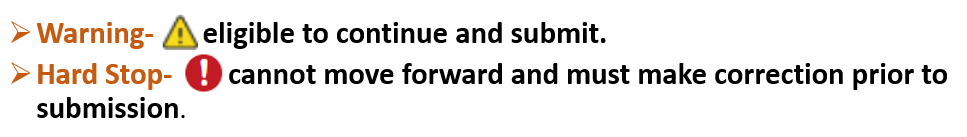 ➢ Warning- ⚠ eligible to continue and submit.
➢ Hard Stop- ❗ cannot move forward and must make correction prior to
submission.